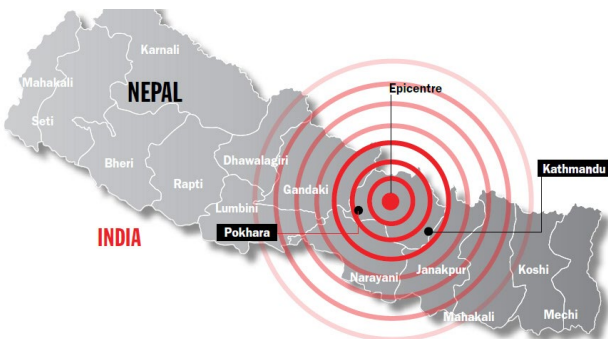 Karnali
Mahakali
NEPAL
Epicentre
Seti
Bheri
Dhawalagiri
Kathmandu
Rapti
Gandaki
Lumbini
INDIA
Pokhara
Narayani
Janakpur
Koshi
Mahakali
Mechi